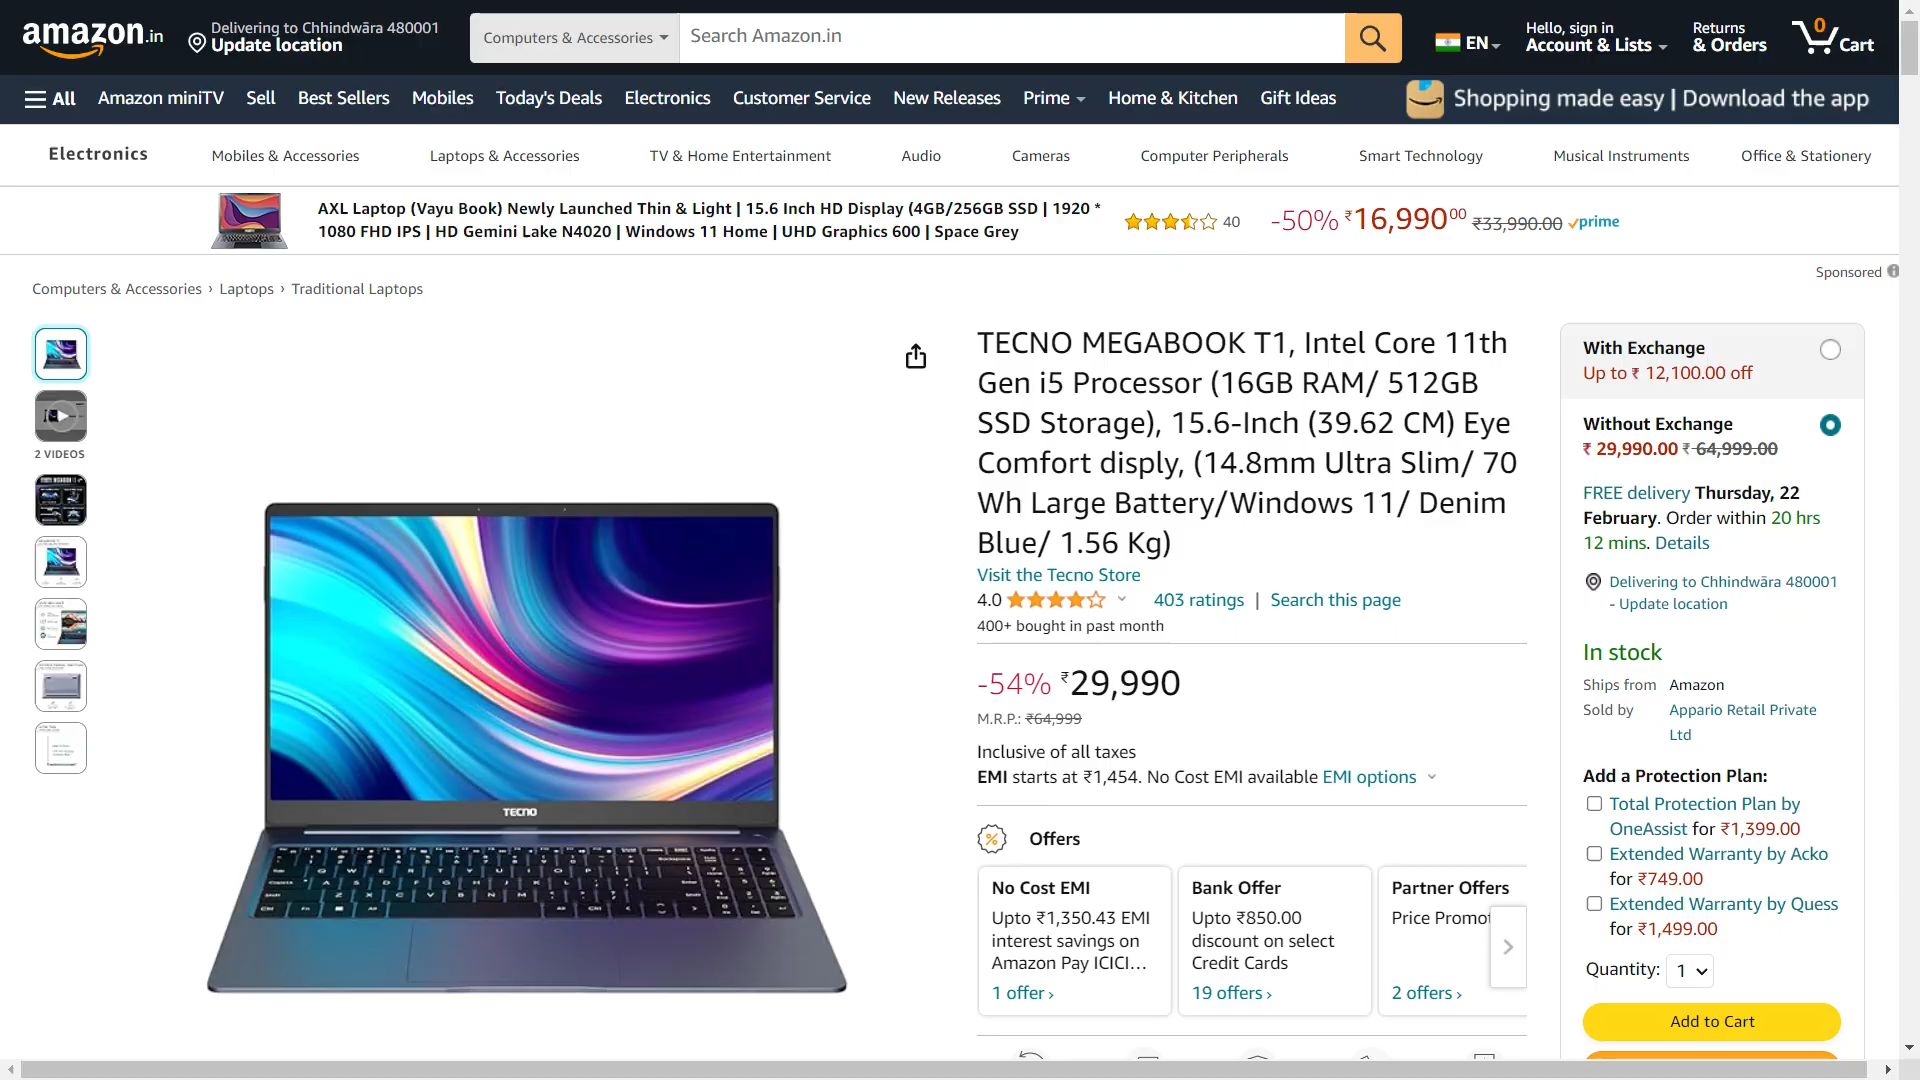 amazon.in
Delivering to Chhindwāra 480001
Update location
Computers & Accessories
Search Amazon.in
EN
Hello, sign in
Account & Lists
Returns
& Orders
0
Cart
All
Amazon miniTV
Sell
Best Sellers
Mobiles
Today's Deals
Electronics
Customer Service
New Releases
Prime
Home & Kitchen
Gift Ideas
Shopping made easy | Download the app
Electronics
Mobiles & Accessories
Laptops & Accessories
TV & Home Entertainment
Audio
Cameras
Computer Peripherals
Smart Technology
Musical Instruments
Office & Stationery
AXL Laptop (Vayu Book) Newly Launched Thin & Light | 15.6 Inch HD Display (4GB/256GB SSD | 1920 *
1080 FHD IPS | HD Gemini Lake N4020 | Windows 11 Home | UHD Graphics 600 | Space Grey
40
-50% ₹16,99000 ₹33,990.00 prime
Sponsored
Computers & Accessories › Laptops › Traditional Laptops
2 VIDEOS
TECNO
TECNO MEGABOOK T1, Intel Core 11th
Gen i5 Processor (16GB RAM/ 512GB
SSD Storage), 15.6-Inch (39.62 CM) Eye
Comfort disply, (14.8mm Ultra Slim/ 70
Wh Large Battery/Windows 11/ Denim
Blue/ 1.56 Kg)
Visit the Tecno Store
4.0
403 ratings | Search this page
400+ bought in past month
-54% ₹29,990
M.R.P.: ₹64,999
Inclusive of all taxes
EMI starts at ₹1,454. No Cost EMI available EMI options
Offers
No Cost EMI
Upto ₹1,350.43 EMI
interest savings on
Amazon Pay ICICI…
1 offer ›
Bank Offer
Upto ₹850.00
discount on select
Credit Cards
19 offers ›
Partner Offers
Price Promot
2 offers ›
With Exchange
Up to ₹ 12,100.00 off
Without Exchange
₹ 29,990.00 ₹ 64,999.00
FREE delivery Thursday, 22
February. Order within 20 hrs
12 mins. Details
Delivering to Chhindwāra 480001
- Update location
In stock
Ships from Amazon
Sold by Appario Retail Private
Ltd
Add a Protection Plan:
Total Protection Plan by
OneAssist for ₹1,399.00
Extended Warranty by Acko
for ₹749.00
Extended Warranty by Quess
for ₹1,499.00
Quantity: 1
Add to Cart